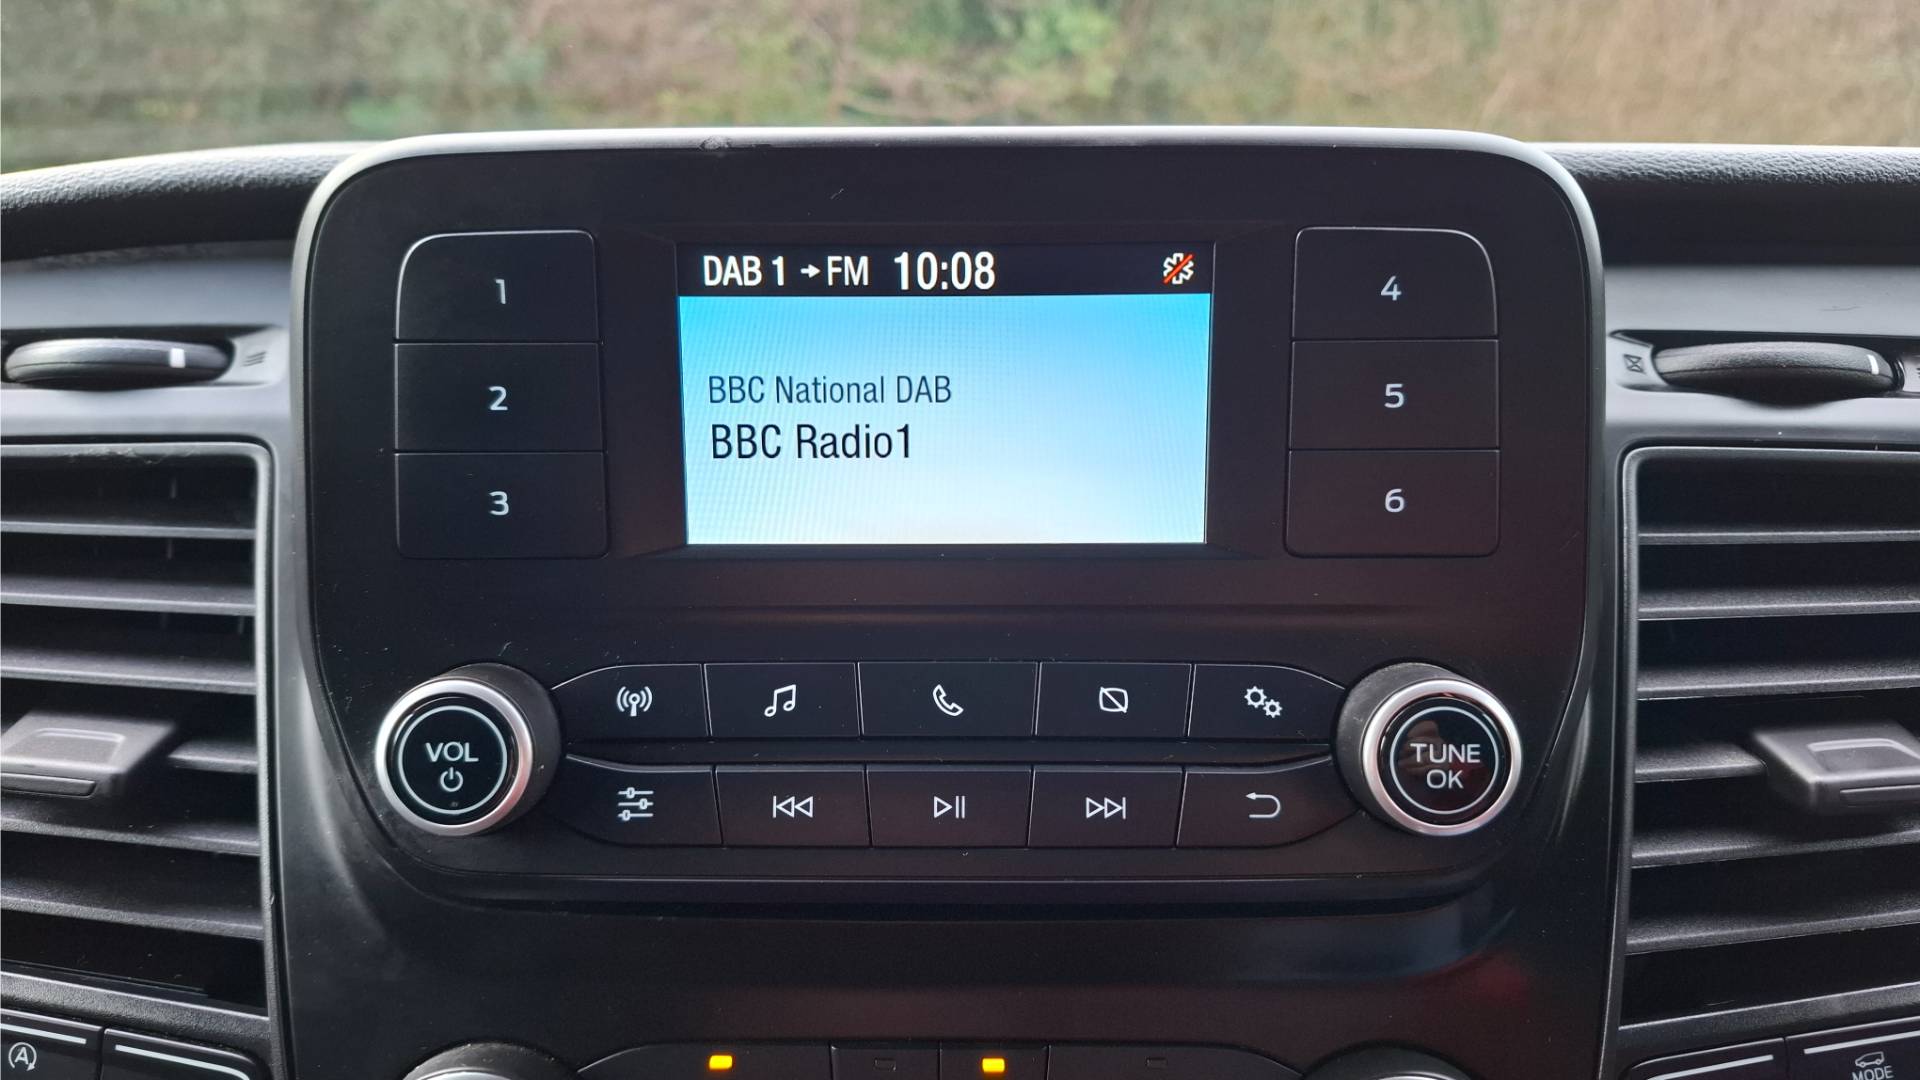 DAB 1 → FM 10:08
BBC National DAB
BBC Radio1
1
2
3
4
5
6
VOL
TUNE
OK
A
MODE